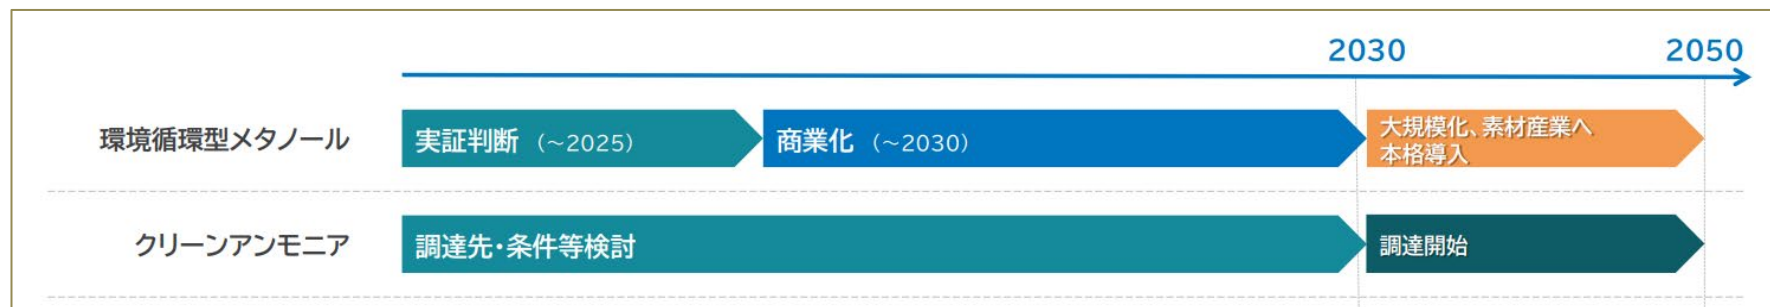 2030 2050
環境循環型メタノール 実証判断 (～2025) 商業化 (～2030) 大規模化、素材産業へ
本格導入
クリーンアンモニア 調達先・条件等検討 調達開始